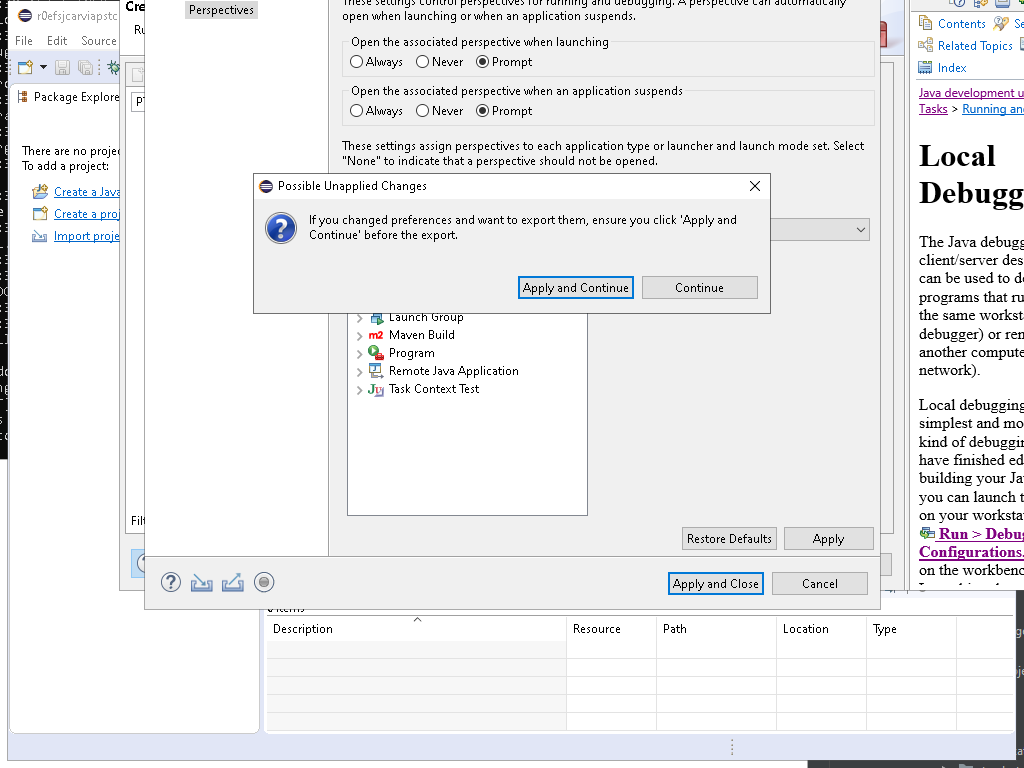 r0efsjcarviapstc
File Edit Source
Package Explore
There are no projec
To add a project:
Create a Java
Create a proj
Import proje
Cre
Ru
Filt
Perspectives
These settings control perspectives for running and debugging. A perspective can automatically
open when launching or when an application suspends.
Open the associated perspective when launching
Always Never Prompt
Open the associated perspective when an application suspends
Always Never Prompt
These settings assign perspectives to each application type or launcher and launch mode set. Select
"None" to indicate that a perspective should not be opened.
Possible Unapplied Changes
If you changed preferences and want to export them, ensure you click 'Apply and
Continue' before the export.
Apply and Continue Continue
Launch Group
Maven Build
Program
Remote Java Application
Task Context Test
Restore Defaults Apply
Apply and Close Cancel
Description Resource Path Location Type
Contents Se
Related Topics
Index
Java development u
Tasks > Running and
Local
Debugg
The Java debugg
client/server des
can be used to de
programs that ru
the same worksta
debugger) or ren
another compute
network).
Local debugging
simplest and mo
kind of debuggin
have finished ed
building your Jav
you can launch t
on your workstat
Run > Debug
Configurations.
on the workbenc